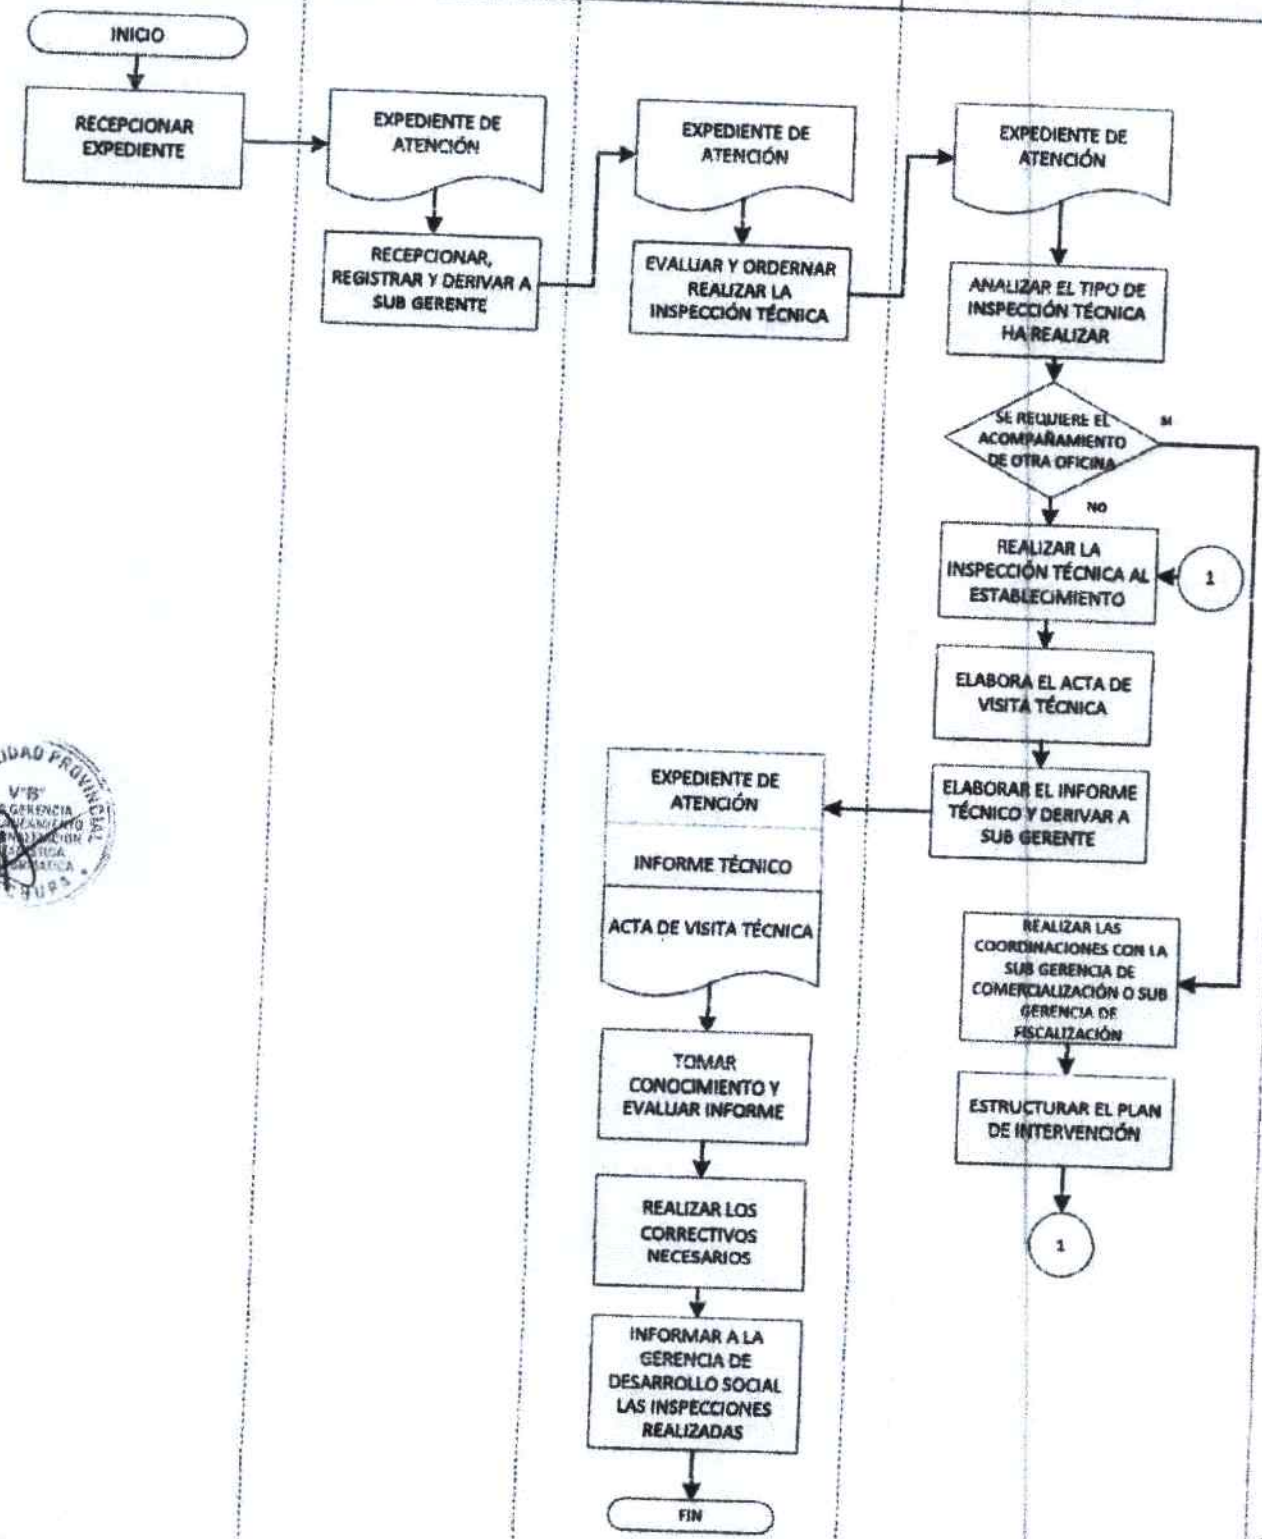 INICIO
RECEPCIONAR
EXPEDIENTE
EXPEDIENTE DE
ATENCIÓN
RECEPCIONAR,
REGISTRAR Y DERIVAR A
SUB GERENTE
EXPEDIENTE DE
ATENCIÓN
EVALUAR Y ORDERNAR
REALIZAR LA
INSPECCIÓN TÉCNICA
EXPEDIENTE DE
ATENCIÓN
ANALIZAR EL TIPO DE
INSPECCIÓN TÉCNICA
HA REALIZAR
SE REQUIERE EL
ACOMPAÑAMIENTO
DE OTRA OFICINA
SI
NO
REALIZAR LA
INSPECCIÓN TÉCNICA AL
ESTABLECIMIENTO
1
ELABORA EL ACTA DE
VISITA TÉCNICA
ELABORAR EL INFORME
TÉCNICO Y DERIVAR A
SUB GERENTE
EXPEDIENTE DE
ATENCIÓN
INFORME TÉCNICO
ACTA DE VISITA TÉCNICA
TOMAR
CONOCIMIENTO Y
EVALUAR INFORME
REALIZAR LOS
CORRECTIVOS
NECESARIOS
INFORMAR A LA
GERENCIA DE
DESARROLLO SOCIAL
LAS INSPECCIONES
REALIZADAS
FIN
REALIZAR LAS
COORDINACIONES CON LA
SUB GERENCIA DE
COMERCIALIZACIÓN O SUB
GERENCIA DE
FISCALIZACIÓN
ESTRUCTURAR EL PLAN
DE INTERVENCIÓN
1
PROVINCIAL
V°B°
GERENCIA